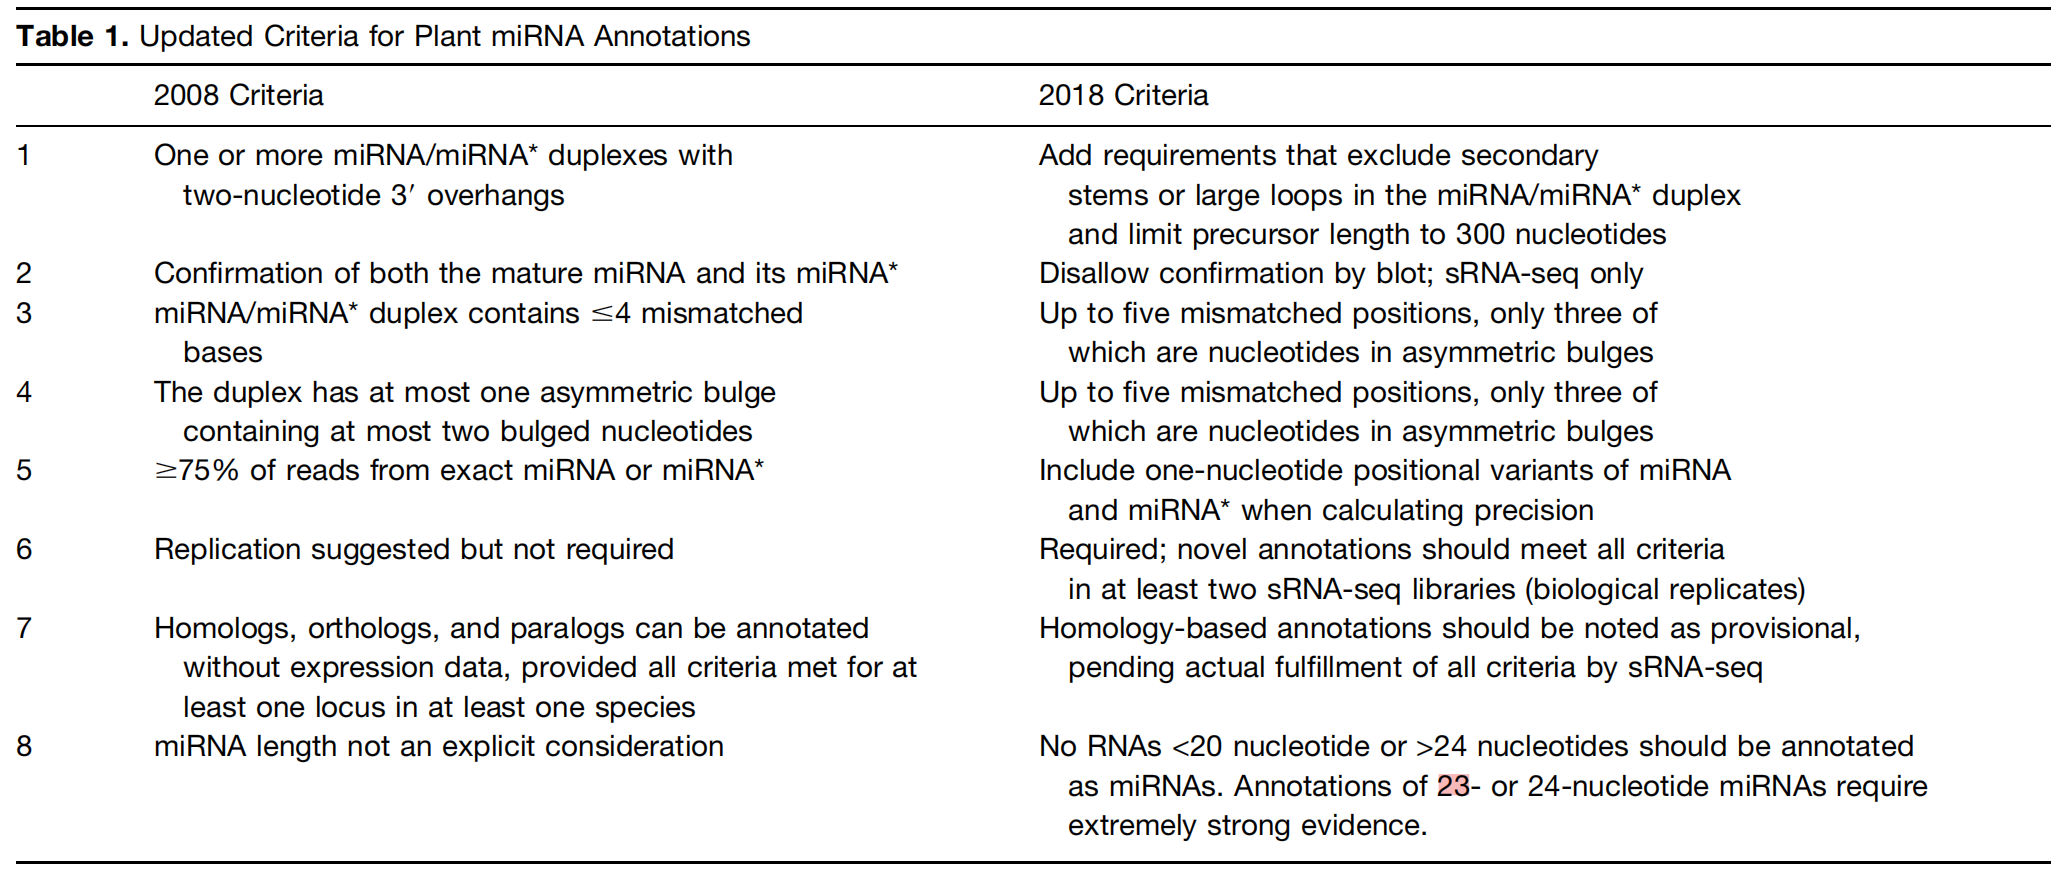 Table 1. Updated Criteria for Plant miRNA Annotations
2008 Criteria 2018 Criteria
1 One or more miRNA/miRNA* duplexes with Add requirements that exclude secondary
two-nucleotide 3′ overhangs stems or large loops in the miRNA/miRNA* duplex
and limit precursor length to 300 nucleotides
2 Confirmation of both the mature miRNA and its miRNA* Disallow confirmation by blot; sRNA-seq only
3 miRNA/miRNA* duplex contains ≤4 mismatched Up to five mismatched positions, only three of
bases which are nucleotides in asymmetric bulges
4 The duplex has at most one asymmetric bulge Up to five mismatched positions, only three of
containing at most two bulged nucleotides which are nucleotides in asymmetric bulges
5 ≥75% of reads from exact miRNA or miRNA* Include one-nucleotide positional variants of miRNA
and miRNA* when calculating precision
6 Replication suggested but not required Required; novel annotations should meet all criteria
in at least two sRNA-seq libraries (biological replicates)
7 Homologs, orthologs, and paralogs can be annotated Homology-based annotations should be noted as provisional,
without expression data, provided all criteria met for at pending actual fulfillment of all criteria by sRNA-seq
least one locus in at least one species
8 miRNA length not an explicit consideration No RNAs <20 nucleotide or >24 nucleotides should be annotated
as miRNAs. Annotations of 23- or 24-nucleotide miRNAs require
extremely strong evidence.